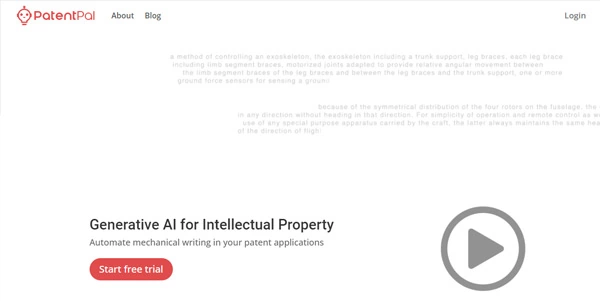 PatentPal
About
Blog
Login
a method of controlling an exoskeleton, the exoskeleton including a trunk support, leg braces, each leg brace
including limb segment braces, motorized joints adapted to provide relative angular movement between
the limb segment braces of the leg braces and between the leg braces and the trunk support, one or more
ground force sensors for sensing a ground
because of the symmetrical distribution of the four rotors on the fuselage, the
in any direction without heading in that direction. For simplicity of operation and remote control as we
use of any special purpose apparatus carried by the craft, the latter always maintains the same hea
of the direction of fligh
Generative AI for Intellectual Property
Automate mechanical writing in your patent applications
Start free trial